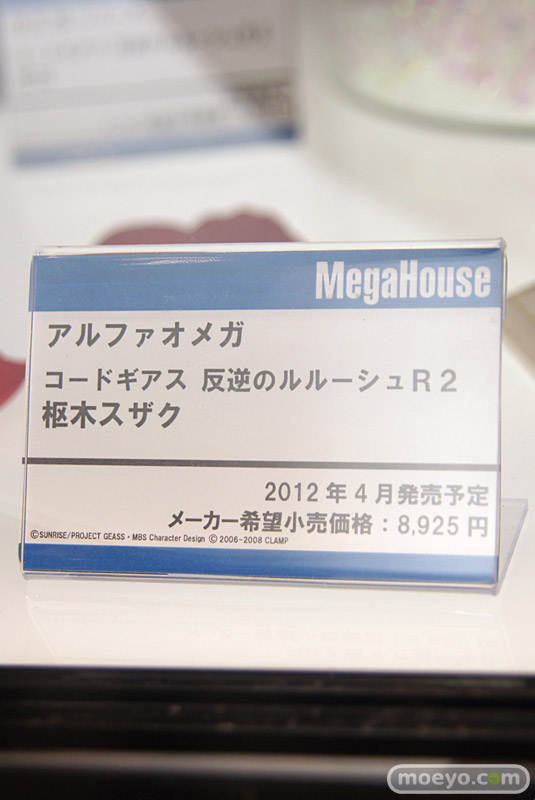 MegaHouse
アルファオメガ
コードギアス 反逆のルルーシュR2
枢木スザク
2012年4月発売予定
メーカー希望小売価格：8,925円
©SUNRISE/PROJECT GEASS・MBS Character Design © 2006-2008 CLAMP
moeyo.com